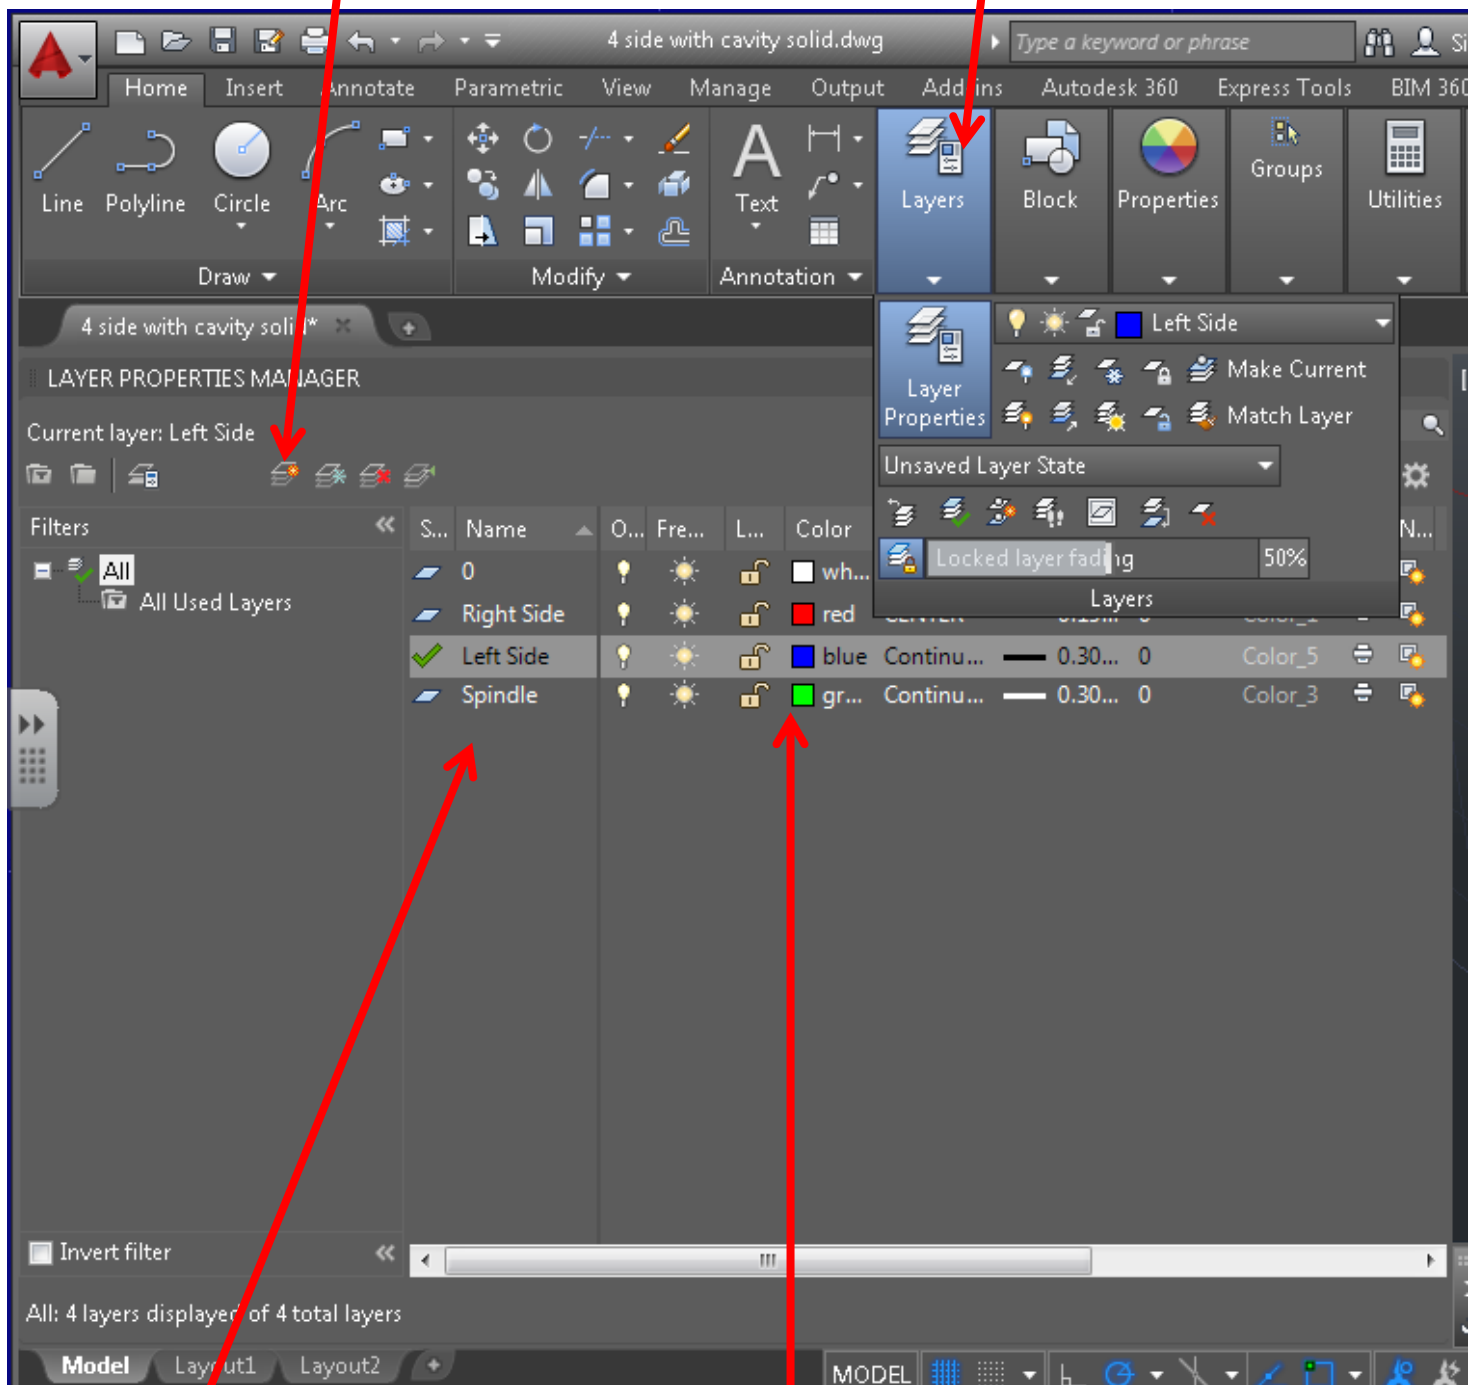 4 side with cavity solid.dwg
Type a keyword or phrase
Si
Home Insert Annotate Parametric View Manage Output Add-ins Autodesk 360 Express Tools BIM 360
Line Polyline Circle Arc
A
Text
Layers Block Properties Groups Utilities
Draw Modify Annotation
4 side with cavity solid*
LAYER PROPERTIES MANAGER
Current layer: Left Side
Left Side
Layer Properties
Make Current
Match Layer
Unsaved Layer State
Locked layer fading 50%
Layers
Filters
S... Name O... Fre... L... Color N...
All
All Used Layers
0 wh...
Right Side red
Left Side blue Continu... 0.30... 0 Color_5
Spindle gr... Continu... 0.30... 0 Color_3
Invert filter
All: 4 layers displayed of 4 total layers
Model Layout1 Layout2
MODEL